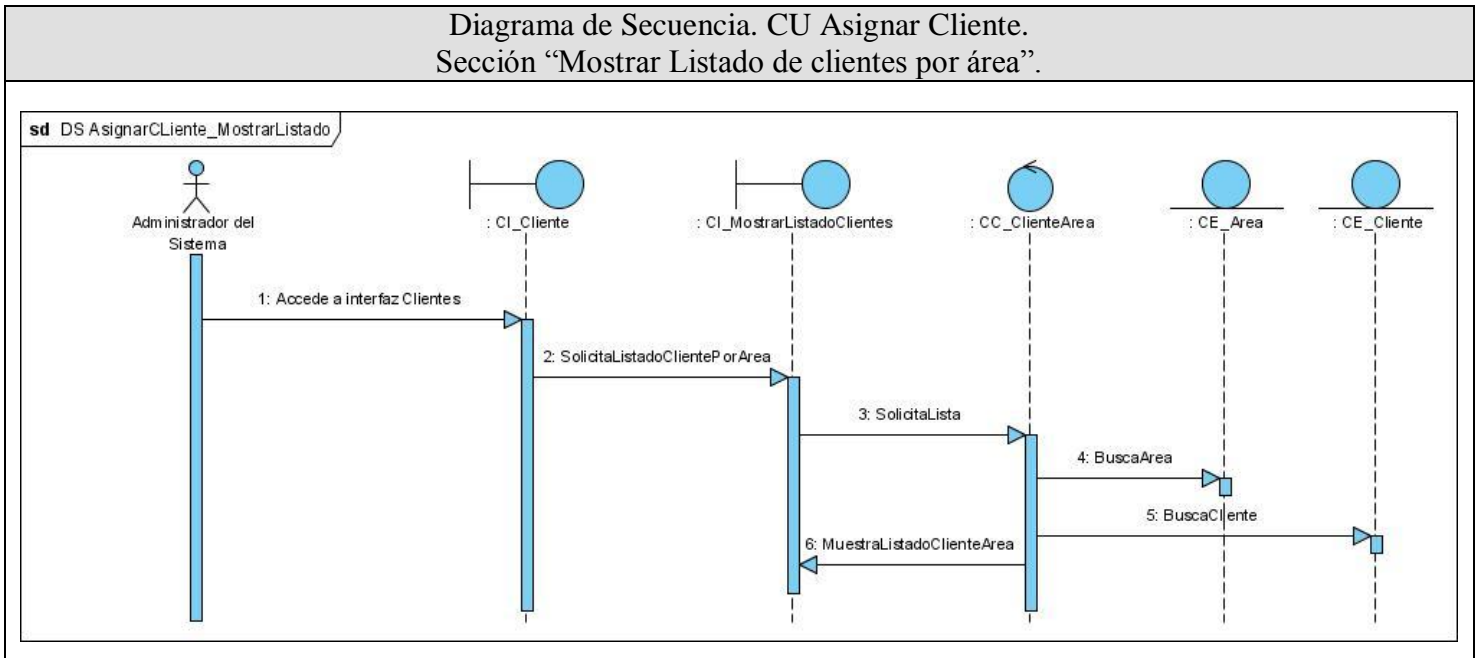 Diagrama de Secuencia. CU Asignar Cliente.
Sección “Mostrar Listado de clientes por área”.
sd DS AsignarCLiente_MostrarListado
Administrador del
Sistema
: CI_Cliente
: CI_MostrarListadoClientes
: CC_ClienteArea
: CE_Area
: CE_Cliente
1: Accede a interfaz Clientes
2: SolicitaListadoClientePorArea
3: SolicitaLista
4: BuscaArea
5: BuscaCliente
6: MuestraListadoClienteArea